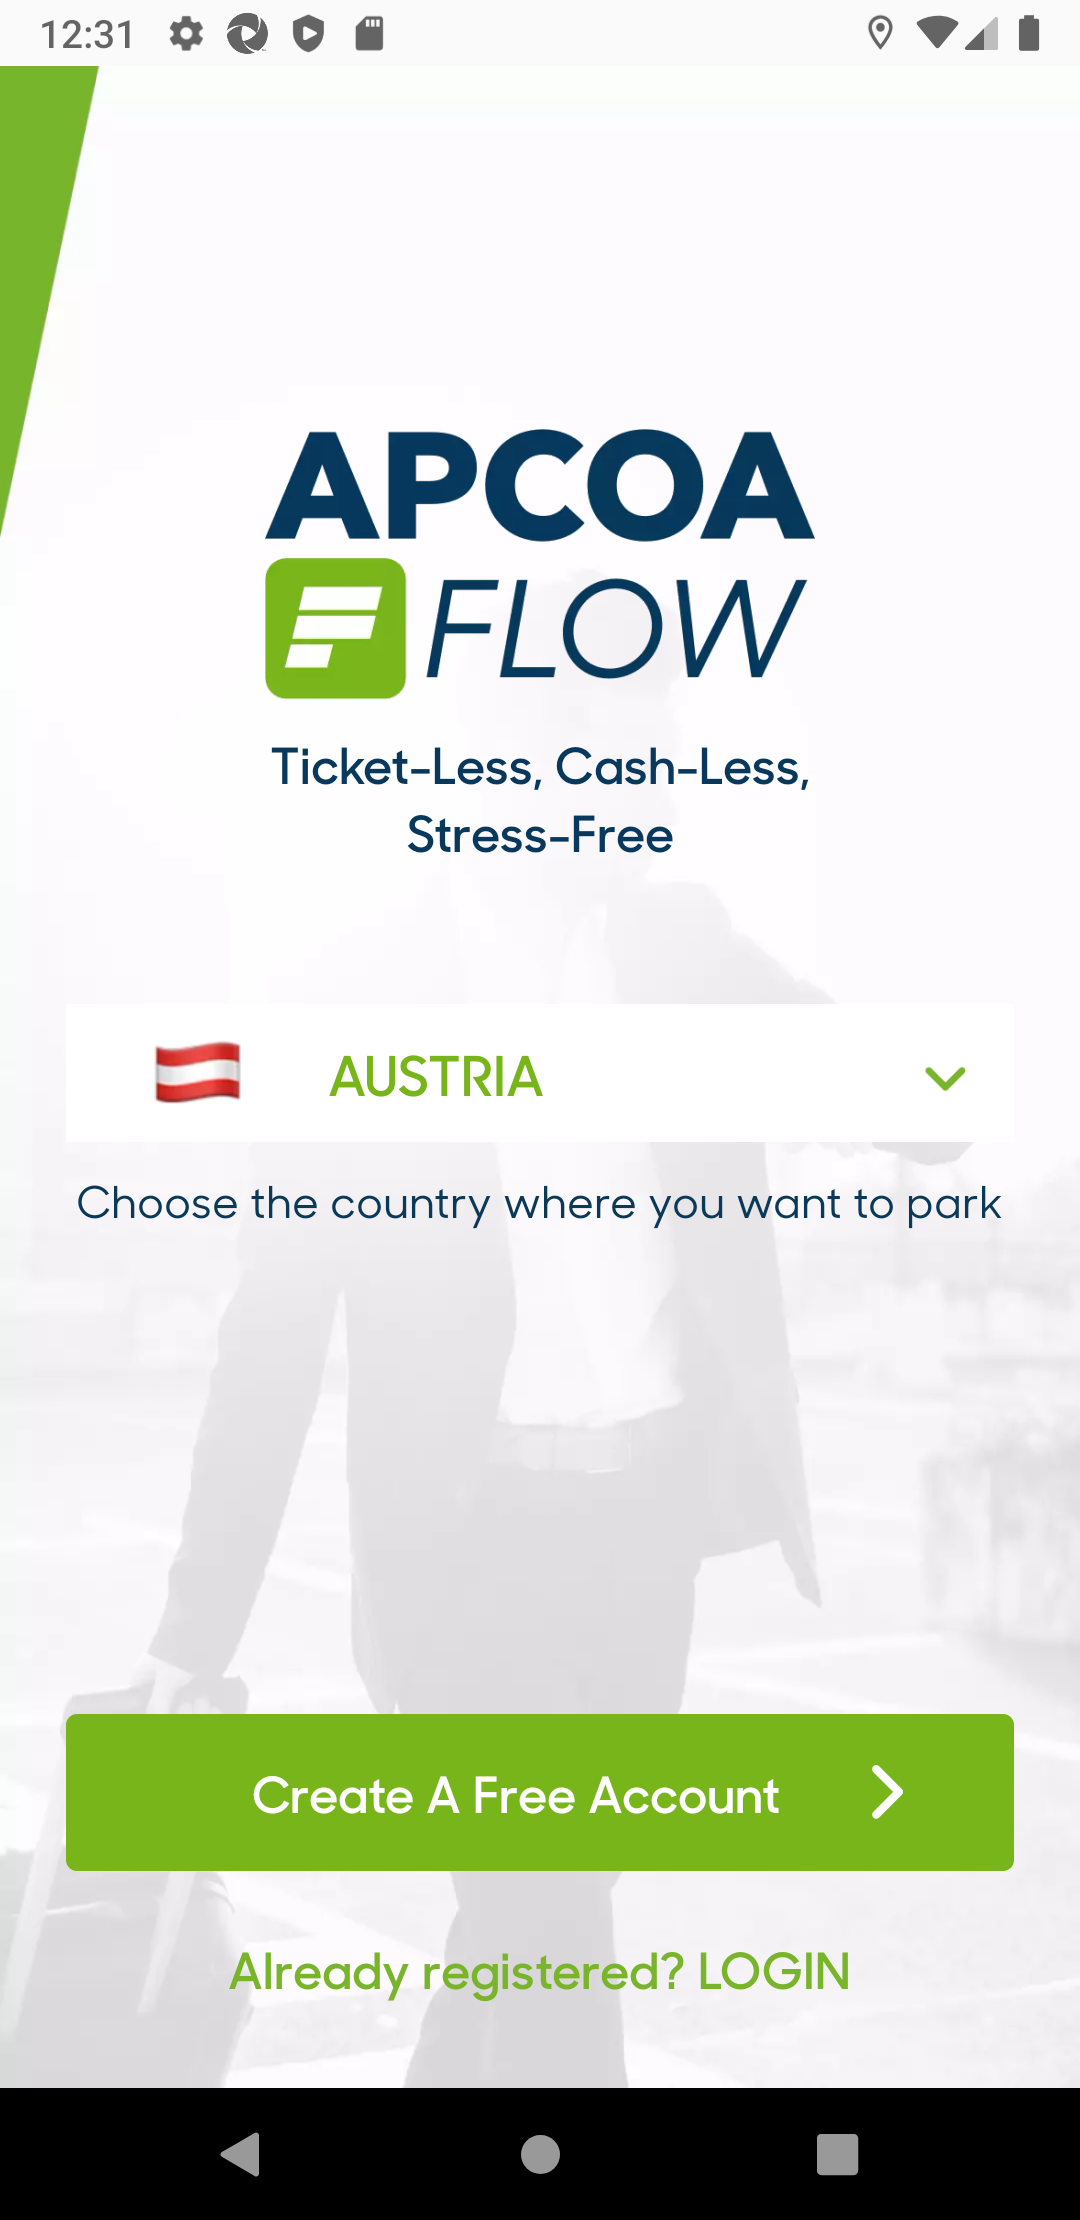 12:31
APCOA
FLOW
Ticket-Less, Cash-Less,
Stress-Free
AUSTRIA
Choose the country where you want to park
Create A Free Account
Already registered? LOGIN